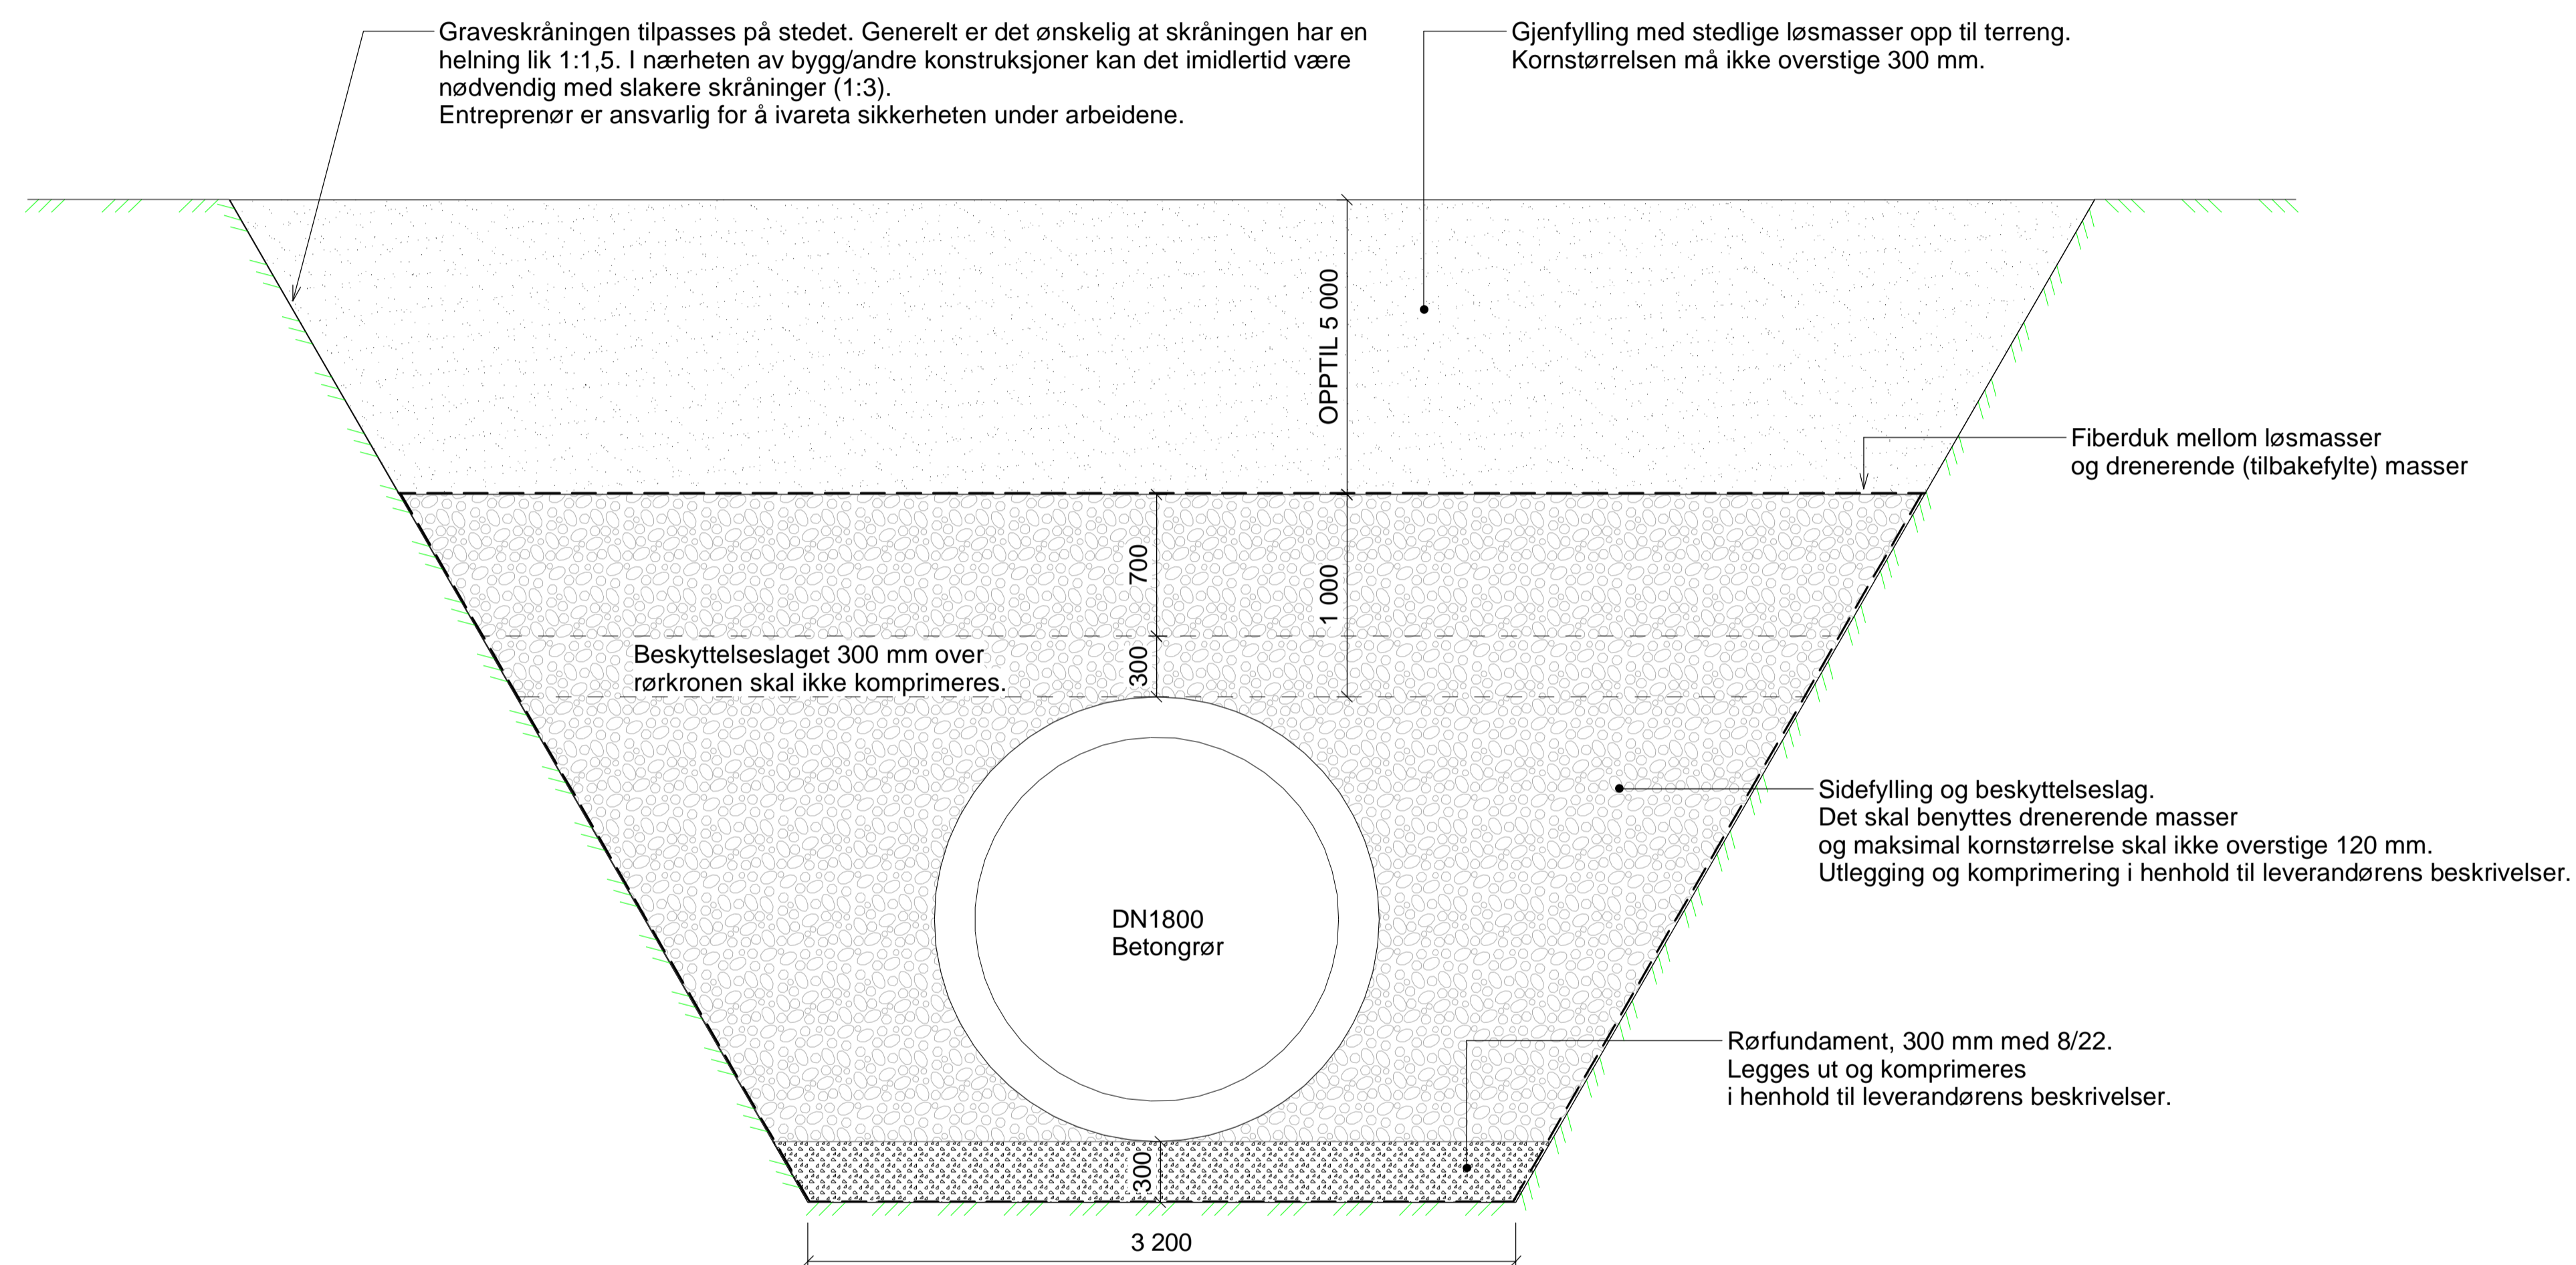 Graveskråningen tilpasses på stedet. Generelt er det ønskelig at skråningen har en
helning lik 1:1,5. I nærheten av bygg/andre konstruksjoner kan det imidlertid være
nødvendig med slakere skråninger (1:3).
Entreprenør er ansvarlig for å ivareta sikkerheten under arbeidene.
Gjenfylling med stedlige løsmasser opp til terreng.
Kornstørrelsen må ikke overstige 300 mm.
OPPTIL 5 000
Fiberduk mellom løsmasser
og drenerende (tilbakefylte) masser
700
1 000
300
Beskyttelseslaget 300 mm over
rørkronen skal ikke komprimeres.
Sidefylling og beskyttelseslag.
Det skal benyttes drenerende masser
og maksimal kornstørrelse skal ikke overstige 120 mm.
Utlegging og komprimering i henhold til leverandørens beskrivelser.
DN1800
Betongrør
Rørfundament, 300 mm med 8/22.
Legges ut og komprimeres
i henhold til leverandørens beskrivelser.
300
3 200